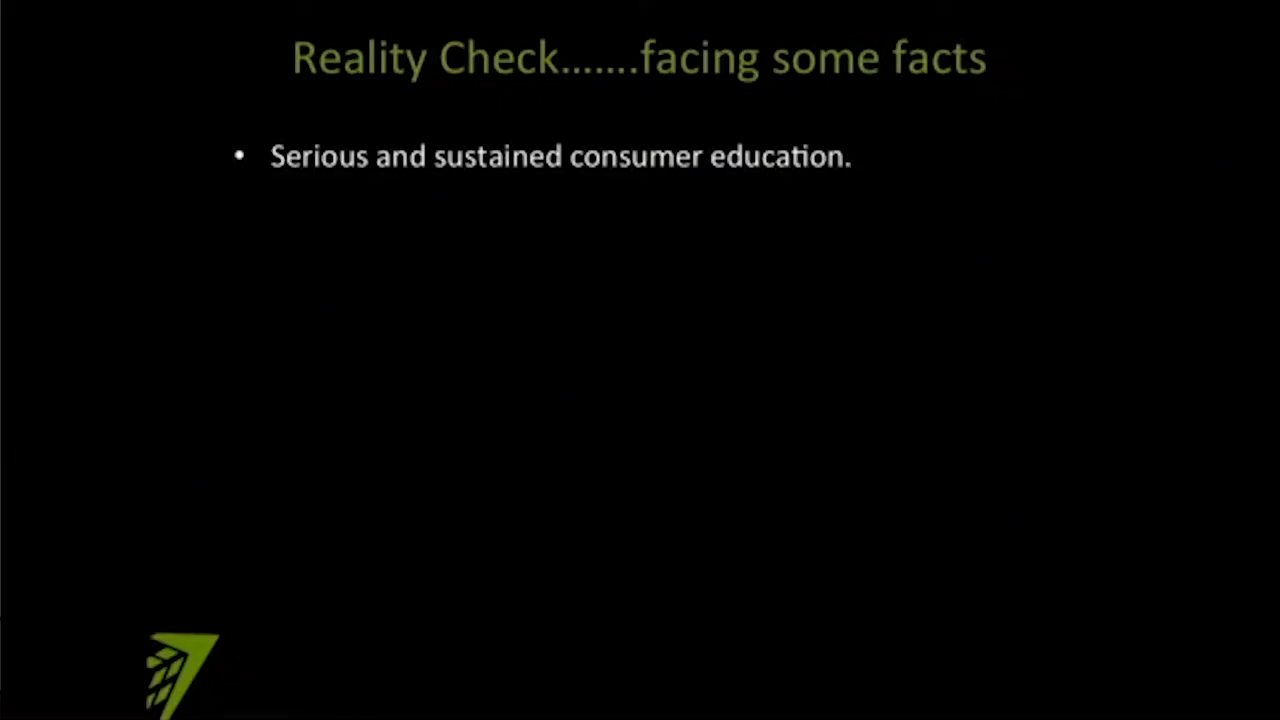 Reality Check…….facing some facts
• Serious and sustained consumer education.